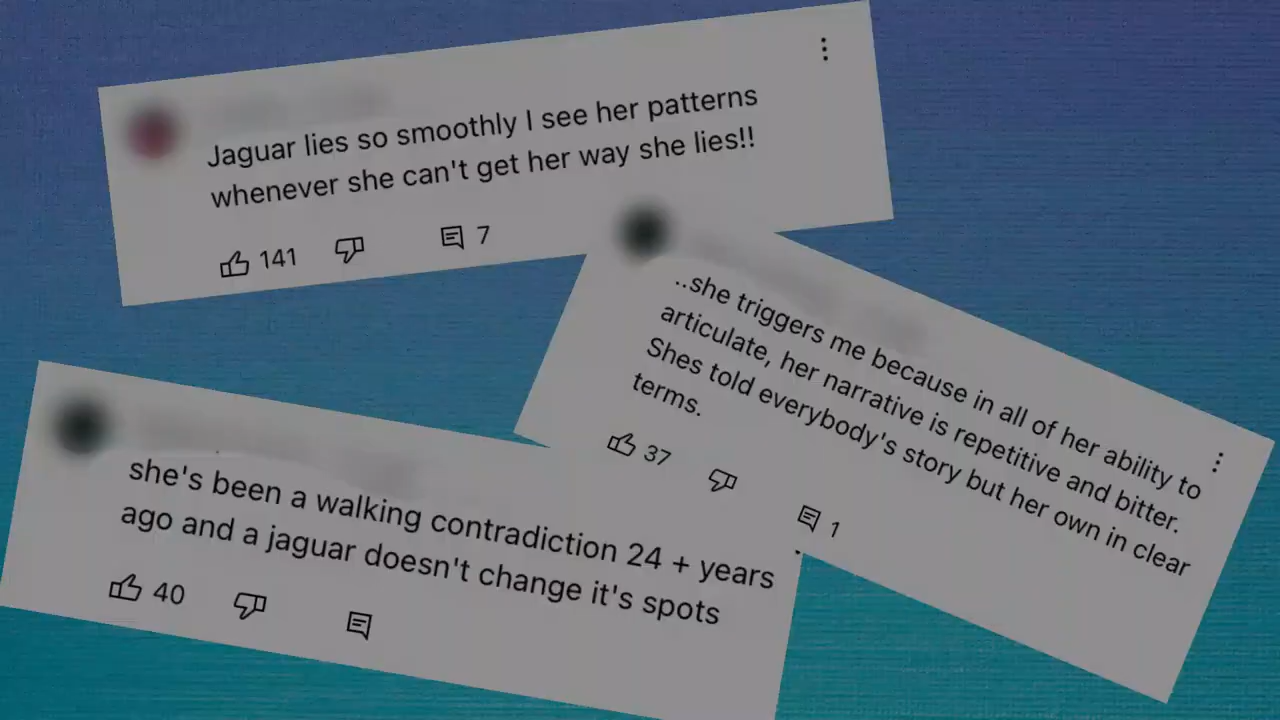 Jaguar lies so smoothly I see her patterns
whenever she can't get her way she lies!!
141
7
..she triggers me because in all of her ability to
articulate, her narrative is repetitive and bitter.
Shes told everybody's story but her own in clear
terms.
37
1
she's been a walking contradiction 24 + years
ago and a jaguar doesn't change it's spots
40